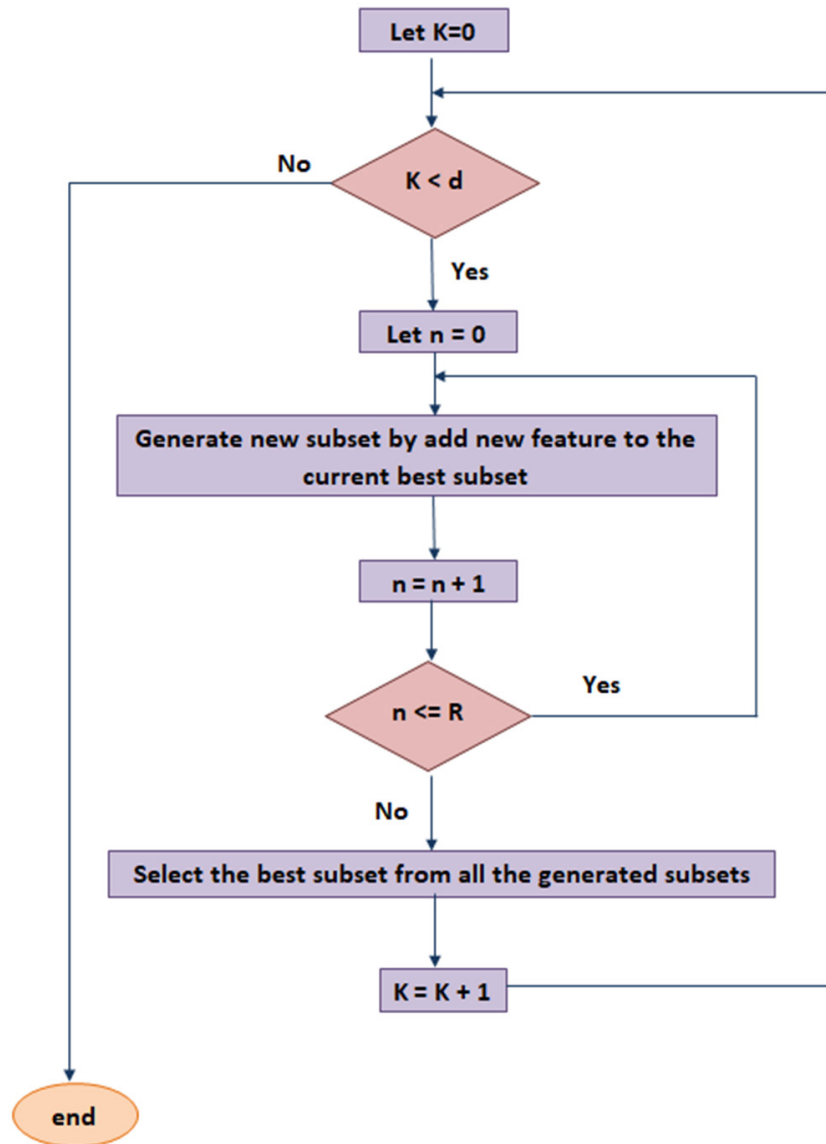 Let K=0
No
K < d
Yes
Let n = 0
Generate new subset by add new feature to the
current best subset
n = n + 1
n <= R
Yes
No
Select the best subset from all the generated subsets
K = K + 1
end